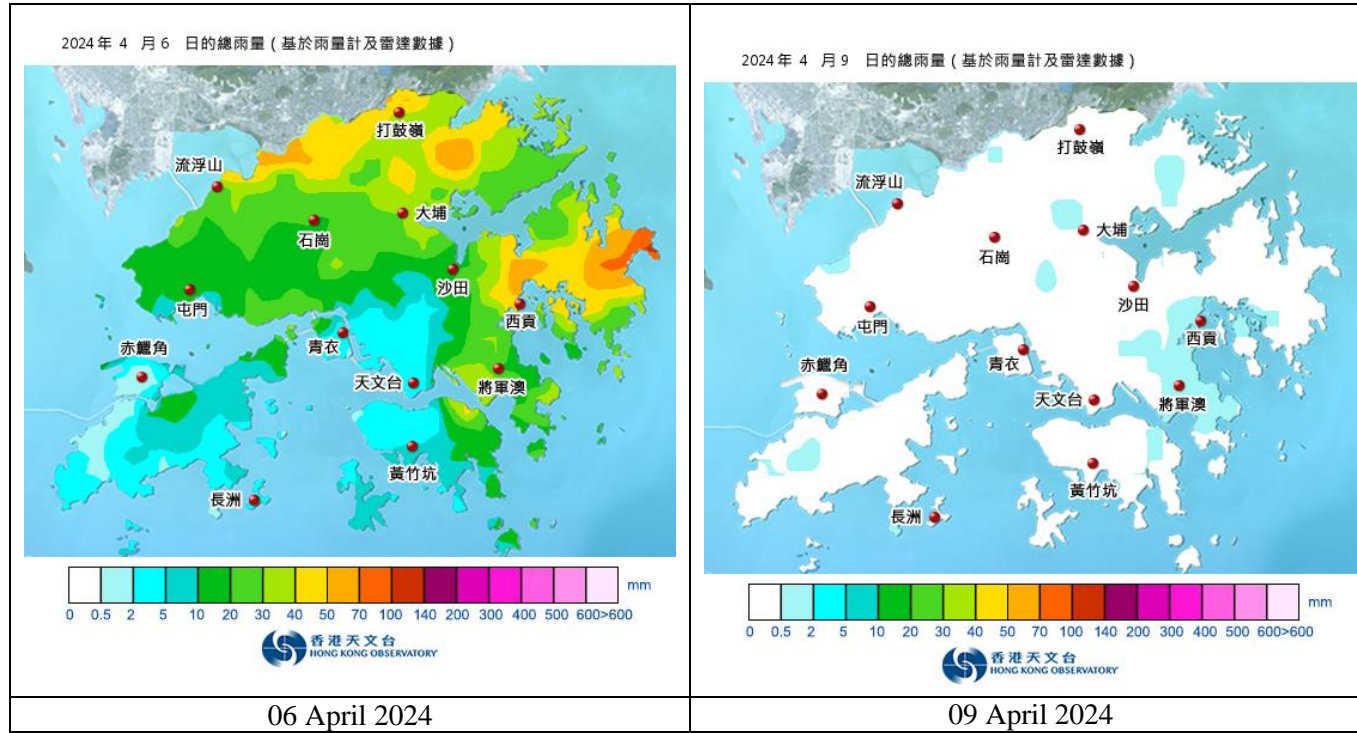 2024 年 4 月 6 日的總雨量 ( 基於雨量計及雷達數據 )
打鼓嶺
流浮山
大埔
石崗
沙田
屯門
西貢
青衣
赤鱲角
天文台
將軍澳
黃竹坑
長洲
mm
0 0.5 2 5 10 20 30 40 50 70 100 140 200 300 400 500 600>600
香港天文台
HONG KONG OBSERVATORY
06 April 2024
2024 年 4 月 9 日的總雨量 ( 基於雨量計及雷達數據 )
打鼓嶺
流浮山
大埔
石崗
沙田
屯門
西貢
青衣
赤鱲角
天文台
將軍澳
黃竹坑
長洲
mm
0 0.5 2 5 10 20 30 40 50 70 100 140 200 300 400 500 600>600
香港天文台
HONG KONG OBSERVATORY
09 April 2024